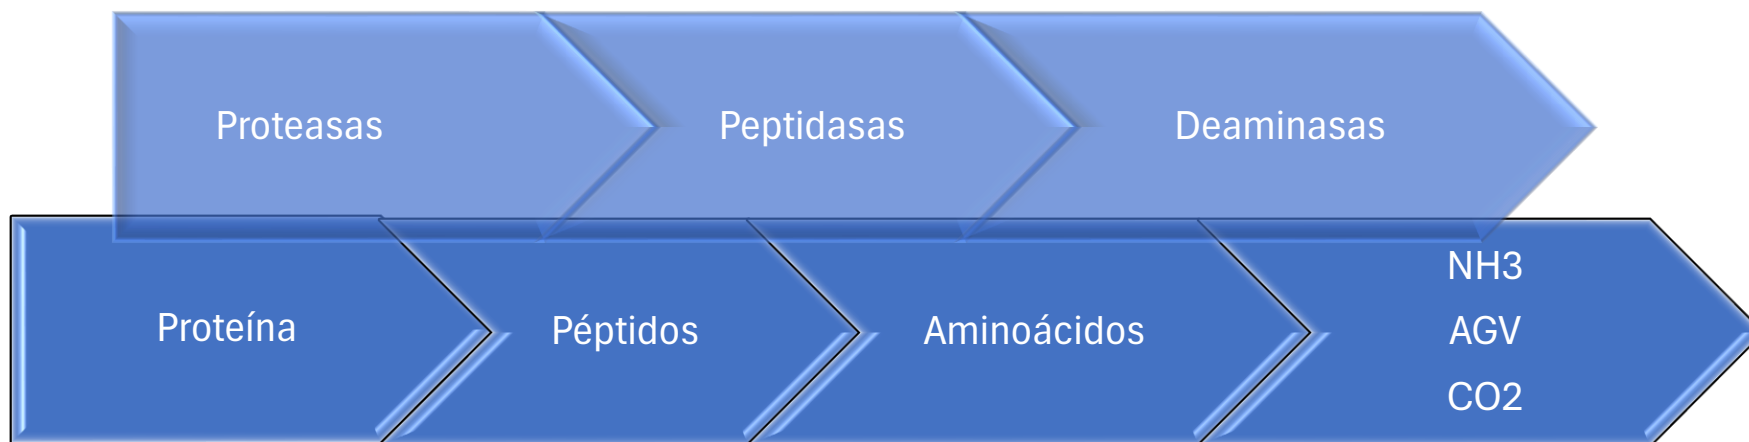 Proteasas
Peptidasas
Deaminasas
Proteína
Péptidos
Aminoácidos
NH3
AGV
CO2